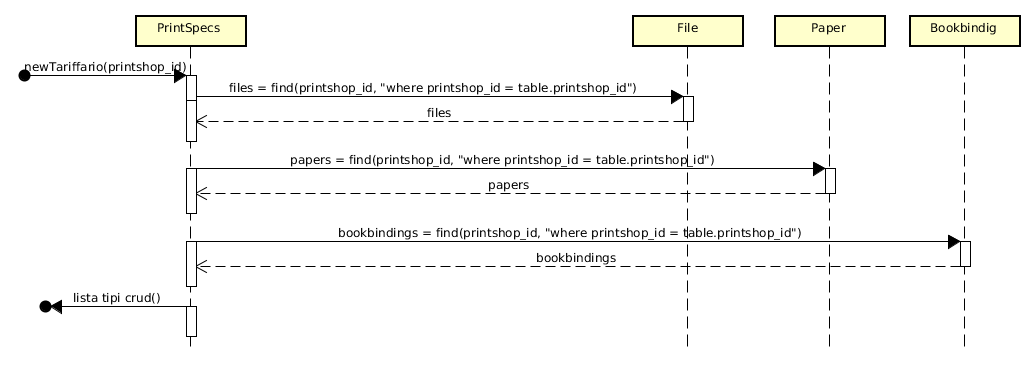 PrintSpecs
File
Paper
Bookbindig
newTariffario(printshop_id)
files = find(printshop_id, "where printshop_id = table.printshop_id")
files
papers = find(printshop_id, "where printshop_id = table.printshop_id")
papers
bookbindings = find(printshop_id, "where printshop_id = table.printshop_id")
bookbindings
lista tipi crud()